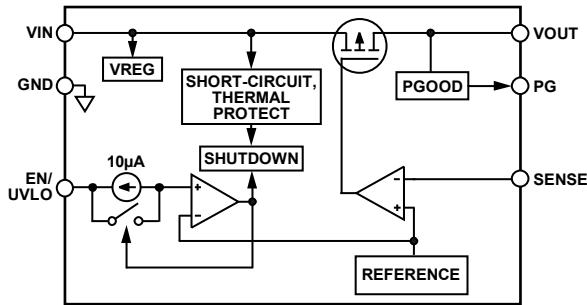 VIN
VOUT
VREG
GND
SHORT-CIRCUIT,
THERMAL
PROTECT
PGOOD
PG
10µA
SHUTDOWN
EN/
UVLO
SENSE
+
–
–
+
REFERENCE